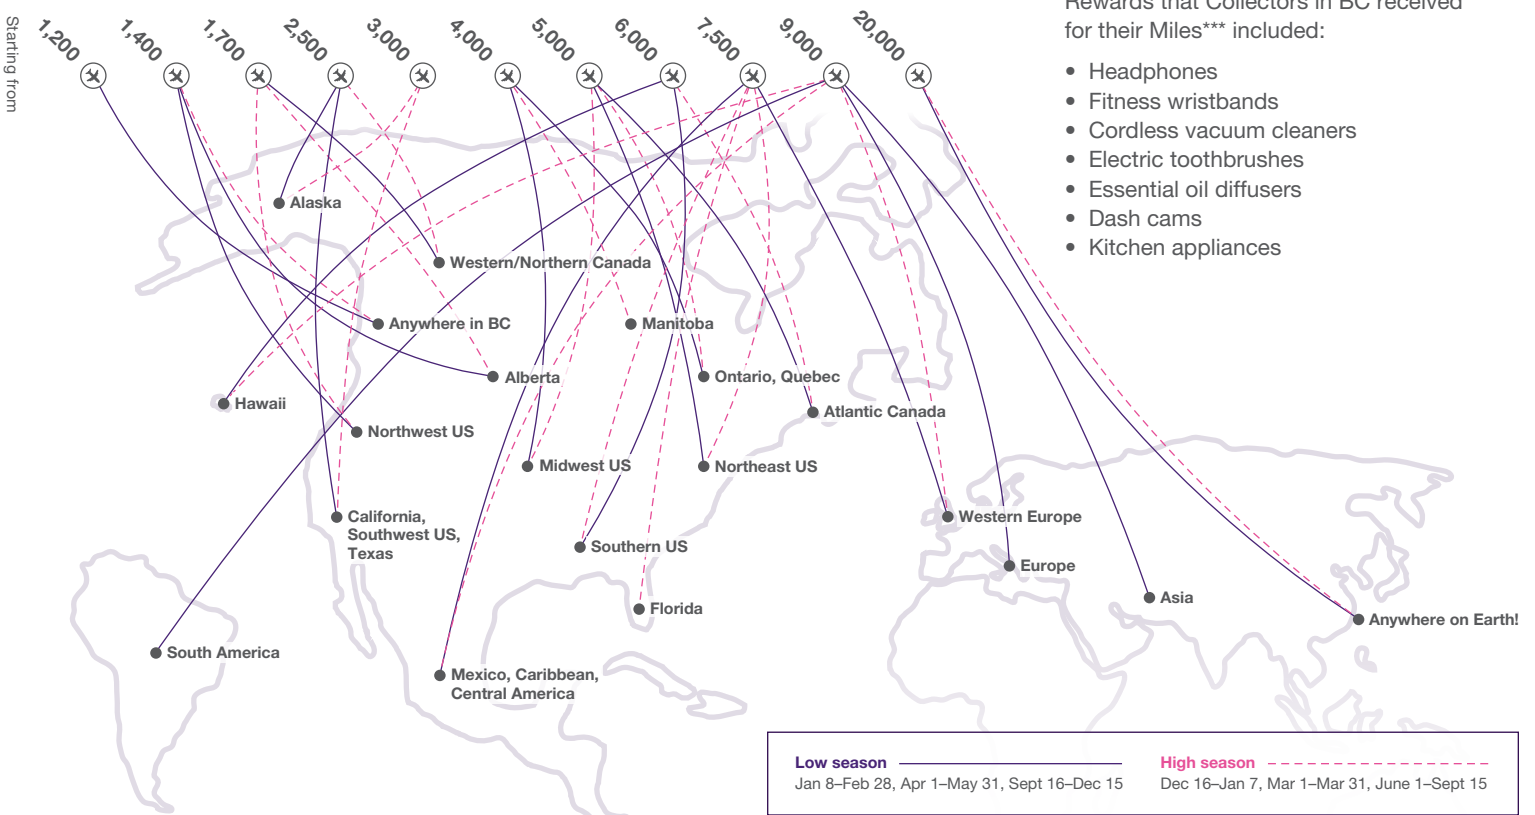 Starting from
1,200
1,400
1,700
2,500
3,000
4,000
5,000
6,000
7,500
9,000
20,000
Rewards that Collectors in BC received
for their Miles*** included:
• Headphones
• Fitness wristbands
• Cordless vacuum cleaners
• Electric toothbrushes
• Essential oil diffusers
• Dash cams
• Kitchen appliances
Alaska
Western/Northern Canada
Anywhere in BC
Manitoba
Alberta
Ontario, Quebec
Hawaii
Atlantic Canada
Northwest US
Midwest US
Northeast US
California,
Southwest US,
Texas
Western Europe
Southern US
Europe
Asia
Florida
Anywhere on Earth!
South America
Mexico, Caribbean,
Central America
Low season
Jan 8–Feb 28, Apr 1–May 31, Sept 16–Dec 15
High season
Dec 16–Jan 7, Mar 1–Mar 31, June 1–Sept 15